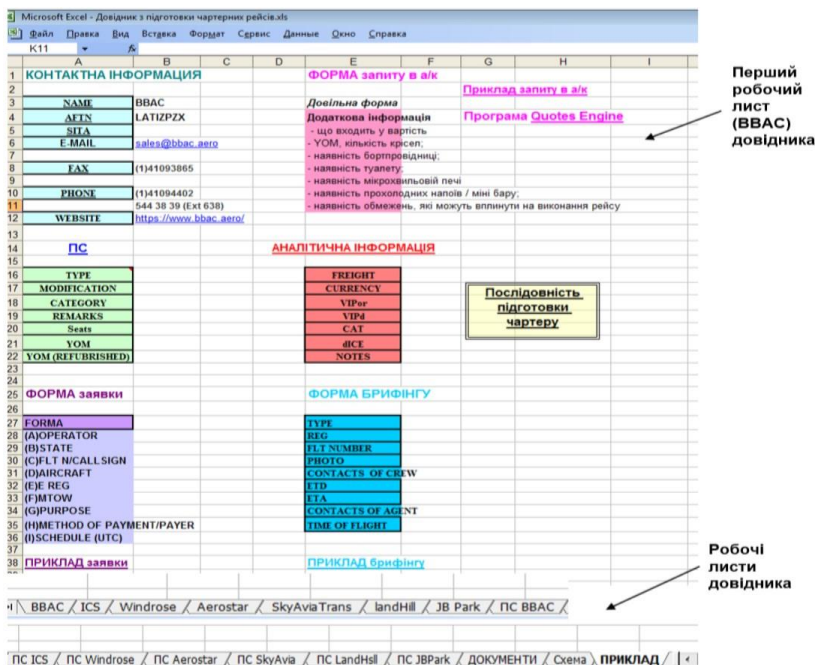 Microsoft Excel - Довідник з підготовки чартерних рейсів.xls
Файл Правка Вид Вставка Формат Сервис Данные Окно Справка
K11 fx
A B C D E F G H I
1 КОНТАКТНА ІНФОРМАЦИЯ ФОРМА запиту в а/к
2 Приклад запиту в а/к
3 NAME BBAC Довільна форма
4 AFTN LATIZPZX Додаткова інформація Програма Quotes Engine
5 SITA - що входить у вартість
6 E-MAIL sales@bbac.aero - YOM, кількість крісел;
7 - наявність бортпровідниці;
8 FAX (1)41093865 - наявність туалету;
9 - наявність мікрохвильовій печі
10 PHONE (1)41094402 - наявність прохолодних напоїв / міні бару;
11 544 38 39 (Ext 638) - наявність обмежень, які можуть вплинути на виконання рейсу
12 WEBSITE https://www.bbac.aero/
13
14 ПС АНАЛІТИЧНА ІНФОРМАЦІЯ
15
16 TYPE FREIGHT
17 MODIFICATION CURRENCY
18 CATEGORY VIPor
19 REMARKS VIPd
20 Seats CAT
21 YOM dICE
22 YOM (REFUBRISHED) NOTES
Послідовність
підготовки
чартеру
23
24
25 ФОРМА заявки ФОРМА БРИФІНГУ
26
27 FORMA TYPE
28 (A)OPERATOR REG
29 (B)STATE FLT NUMBER
30 (C)FLT N/CALLSIGN PHOTO
31 (D)AIRCRAFT CONTACTS OF CREW
32 (E)E REG ETD
33 (F)MTOW ETA
34 (G)PURPOSE CONTACTS OF AGENT
35 (H)METHOD OF PAYMENT/PAYER TIME OF FLIGHT
36 (I)SCHEDULE (UTC)
37
38 ПРИКЛАД заявки ПРИКЛАД брифінгу
BBAC / ICS / Windrose / Aerostar / SkyAviaTrans / landHill / JB Park / ПС BBAC /
ПС ICS / ПС Windrose / ПС Aerostar / ПС SkyAvia / ПС LandHsll / ПС JBPark / ДОКУМЕНТИ / Схема \ ПРИКЛАД /
Перший
робочий
лист
(BBAC)
довідника
Робочі
листи
довідника